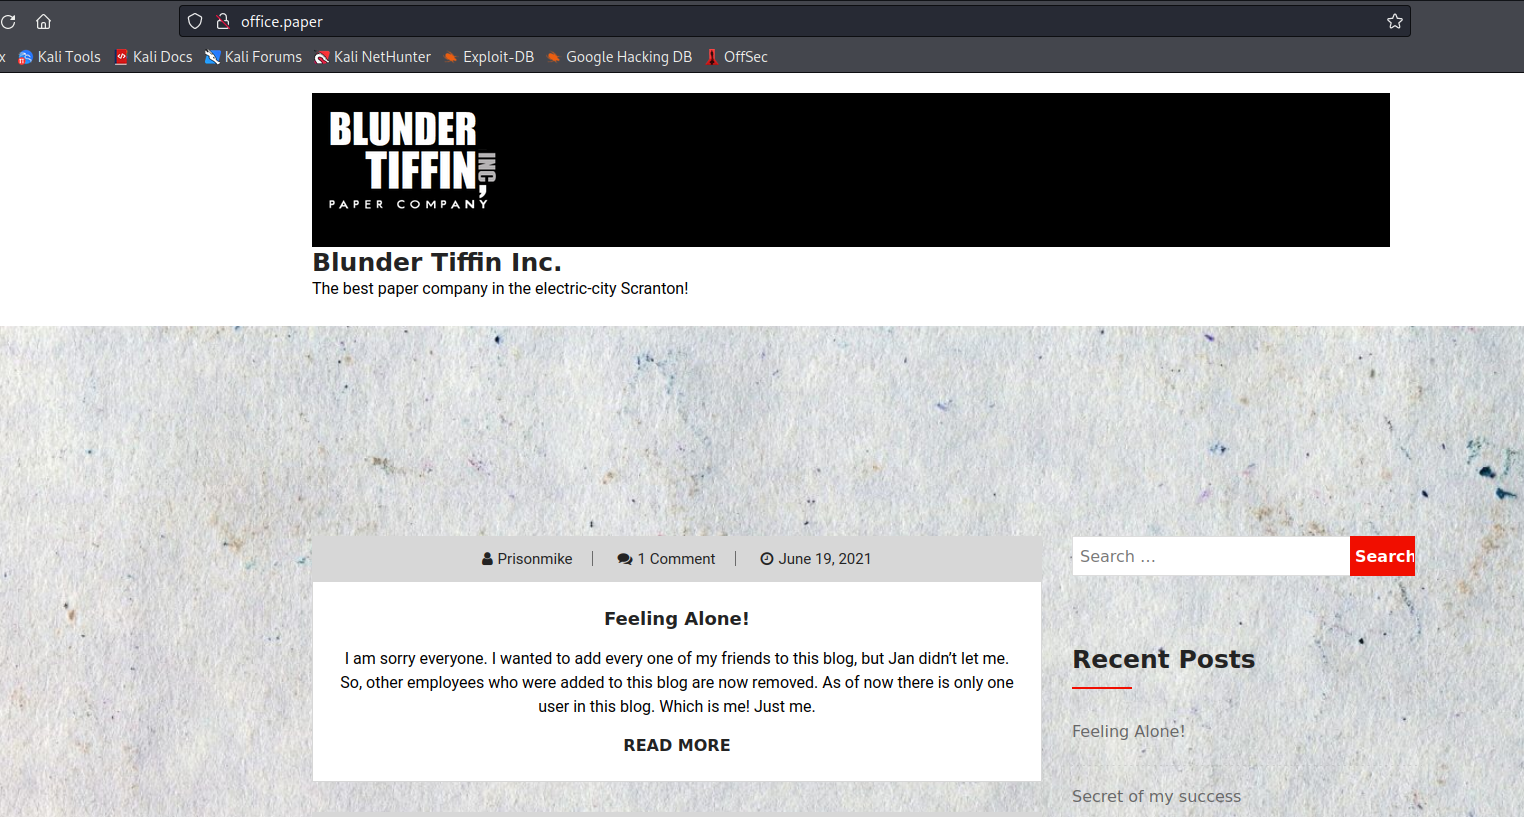 office.paper
x Kali Tools Kali Docs Kali Forums Kali NetHunter Exploit-DB Google Hacking DB OffSec
BLUNDER
TIFFIN, INC
PAPER COMPANY
Blunder Tiffin Inc.
The best paper company in the electric-city Scranton!
Prisonmike 1 Comment June 19, 2021
Search … Search
Feeling Alone!
I am sorry everyone. I wanted to add every one of my friends to this blog, but Jan didn’t let me.
So, other employees who were added to this blog are now removed. As of now there is only one
user in this blog. Which is me! Just me.
READ MORE
Recent Posts
Feeling Alone!
Secret of my success